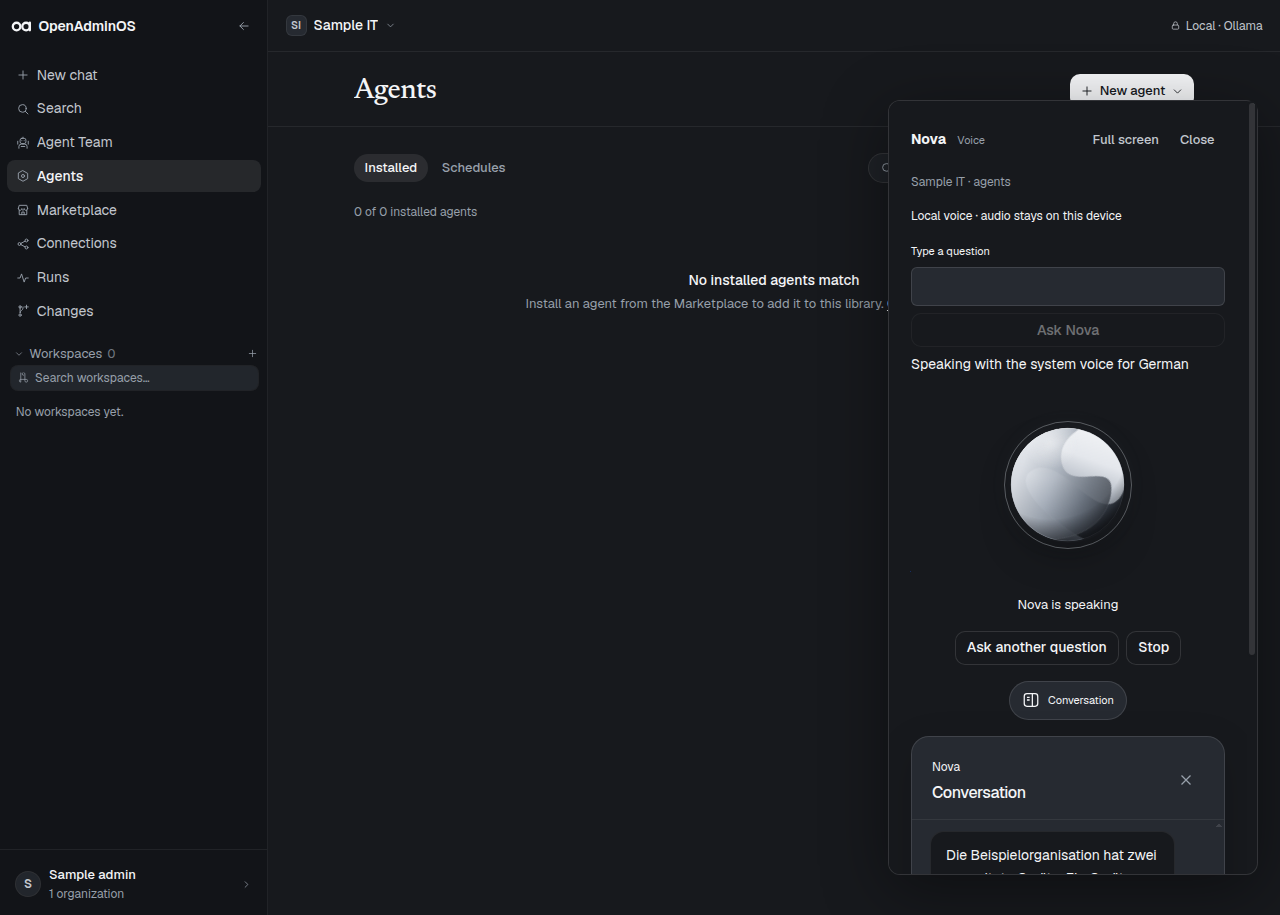 OpenAdminOS
New chat
Search
Agent Team
Agents
Marketplace
Connections
Runs
Changes
Workspaces 0
Search workspaces...
No workspaces yet.
S
Sample admin
1 organization
SI Sample IT
Local · Ollama
Agents
New agent
Installed Schedules
0 of 0 installed agents
No installed agents match
Install an agent from the Marketplace to add it to this library.
Nova Voice Full screen Close
Sample IT · agents
Local voice · audio stays on this device
Type a question
Ask Nova
Speaking with the system voice for German
Nova is speaking
Ask another question Stop
Conversation
Nova
Conversation
Die Beispielorganisation hat zwei